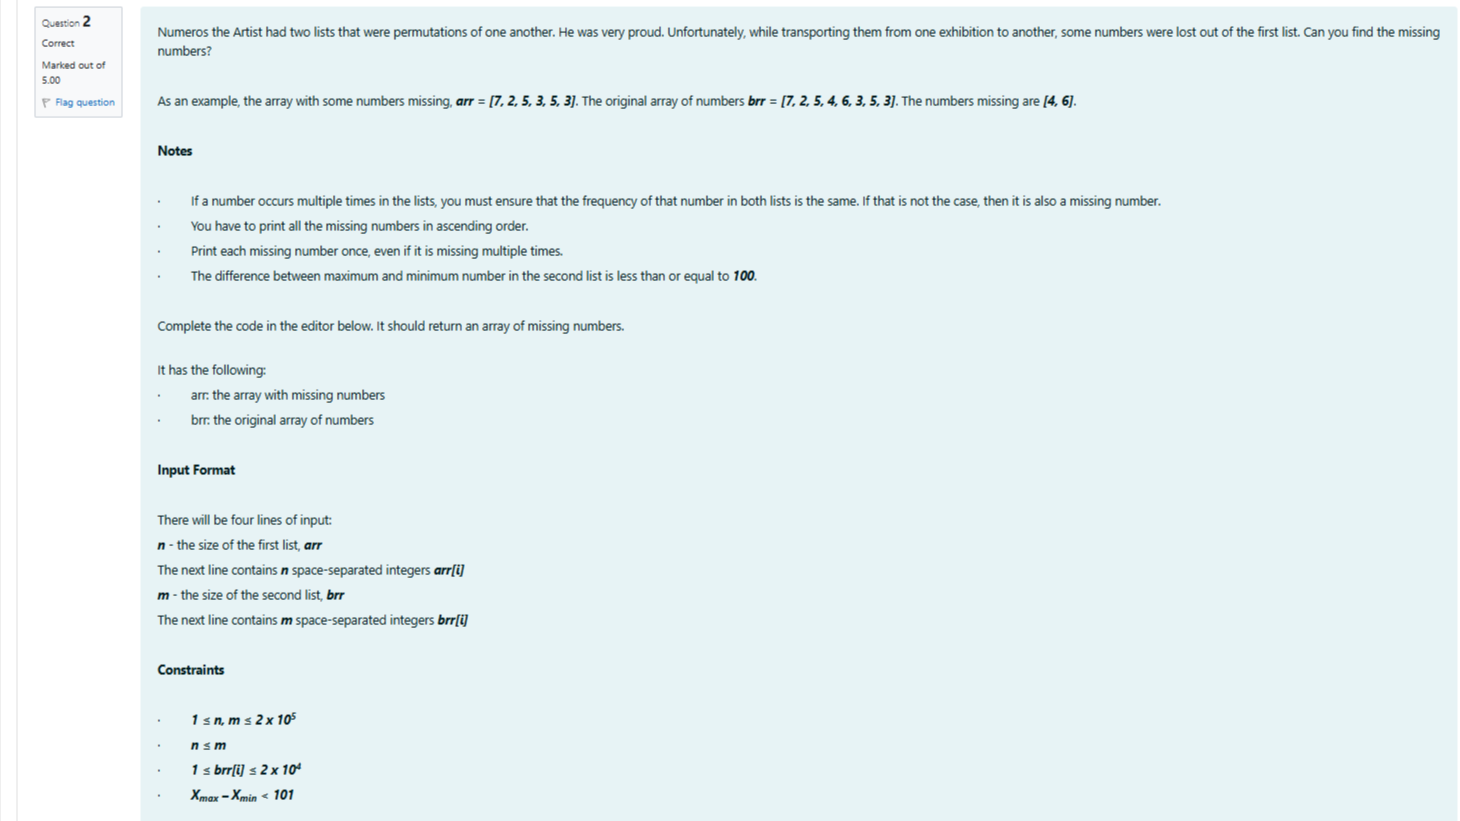 Question 2
Correct
Marked out of
5.00
Flag question
Numeros the Artist had two lists that were permutations of one another. He was very proud. Unfortunately, while transporting them from one exhibition to another, some numbers were lost out of the first list. Can you find the missing
numbers?
As an example, the array with some numbers missing, arr = [7, 2, 5, 3, 5, 3]. The original array of numbers brr = [7, 2, 5, 4, 6, 3, 5, 3]. The numbers missing are [4, 6].
Notes
· If a number occurs multiple times in the lists, you must ensure that the frequency of that number in both lists is the same. If that is not the case, then it is also a missing number.
· You have to print all the missing numbers in ascending order.
· Print each missing number once, even if it is missing multiple times.
· The difference between maximum and minimum number in the second list is less than or equal to 100.
Complete the code in the editor below. It should return an array of missing numbers.
It has the following:
· arr: the array with missing numbers
· brr: the original array of numbers
Input Format
There will be four lines of input:
n - the size of the first list, arr
The next line contains n space-separated integers arr[i]
m - the size of the second list, brr
The next line contains m space-separated integers brr[i]
Constraints
· 1 ≤ n, m ≤ 2 x 10⁵
· n ≤ m
· 1 ≤ brr[i] ≤ 2 x 10⁴
· Xmax – Xmin < 101